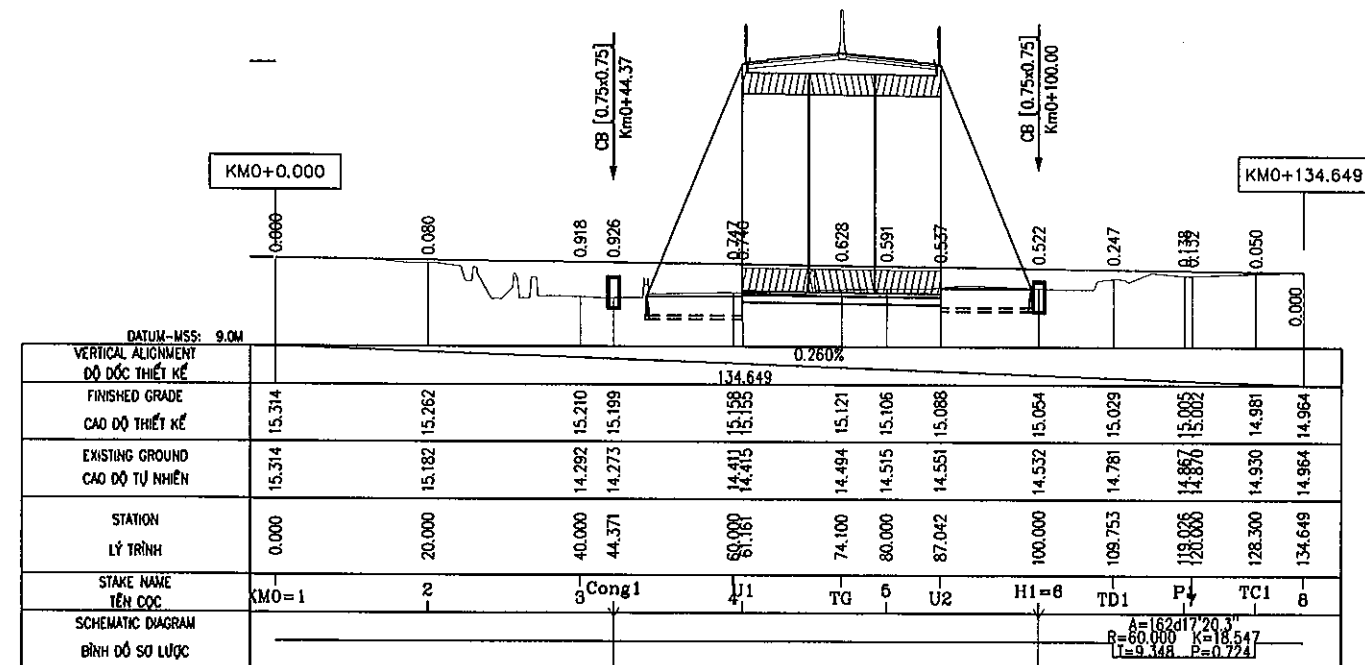 CB [0.75x0.75]
Km0+44.37
CB [0.75x0.75]
Km0+100.00
KM0+0.000
KM0+134.649
0.000
0.080
0.918
0.926
0.747
0.740
0.628
0.591
0.537
0.522
0.247
0.138
0.132
0.050
0.000
DATUM-MSS: 9.0M
VERTICAL ALIGNMENT
ĐỘ DỐC THIẾT KẾ
0.260%
134.649
FINISHED GRADE
CAO ĐỘ THIẾT KẾ
15.314 15.262 15.210 15.199 15.158 15.155 15.121 15.106 15.088 15.054 15.029 15.005 15.002 14.981 14.964
EXISTING GROUND
CAO ĐỘ TỰ NHIÊN
15.314 15.182 14.292 14.273 14.411 14.415 14.494 14.515 14.551 14.532 14.781 14.867 14.870 14.930 14.964
STATION
LÝ TRÌNH
0.000 20.000 40.000 44.371 60.000 61.161 74.100 80.000 87.042 100.000 109.753 119.026 120.000 128.300 134.649
STAKE NAME
TÊN CỌC
KM0=1 2 3 Cong1 4 U1 TG 5 U2 H1=6 TD1 P1 7 TC1 8
SCHEMATIC DIAGRAM
BÌNH ĐỒ SƠ LƯỢC
A=162d17'20.3"
R=60.000 K=18.547
T=9.348 P=0.724